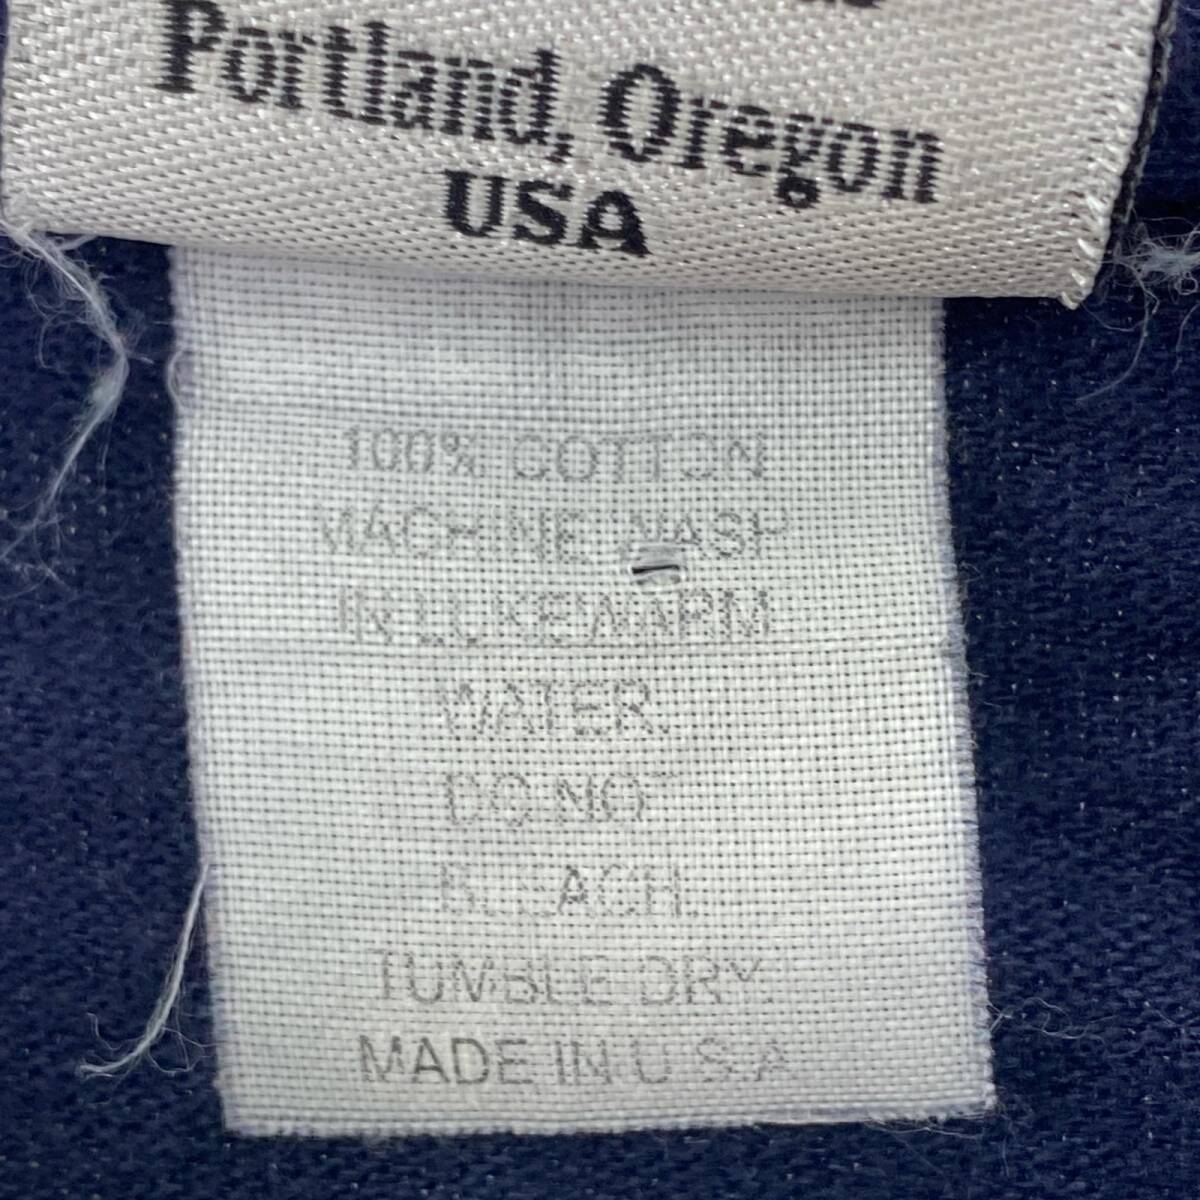 Portland, Oregon
USA
100% COTTON
MACHINE WASH
IN LUKEWARM
WATER.
DO NOT
BLEACH.
TUMBLE DRY.
MADE IN U.S.A